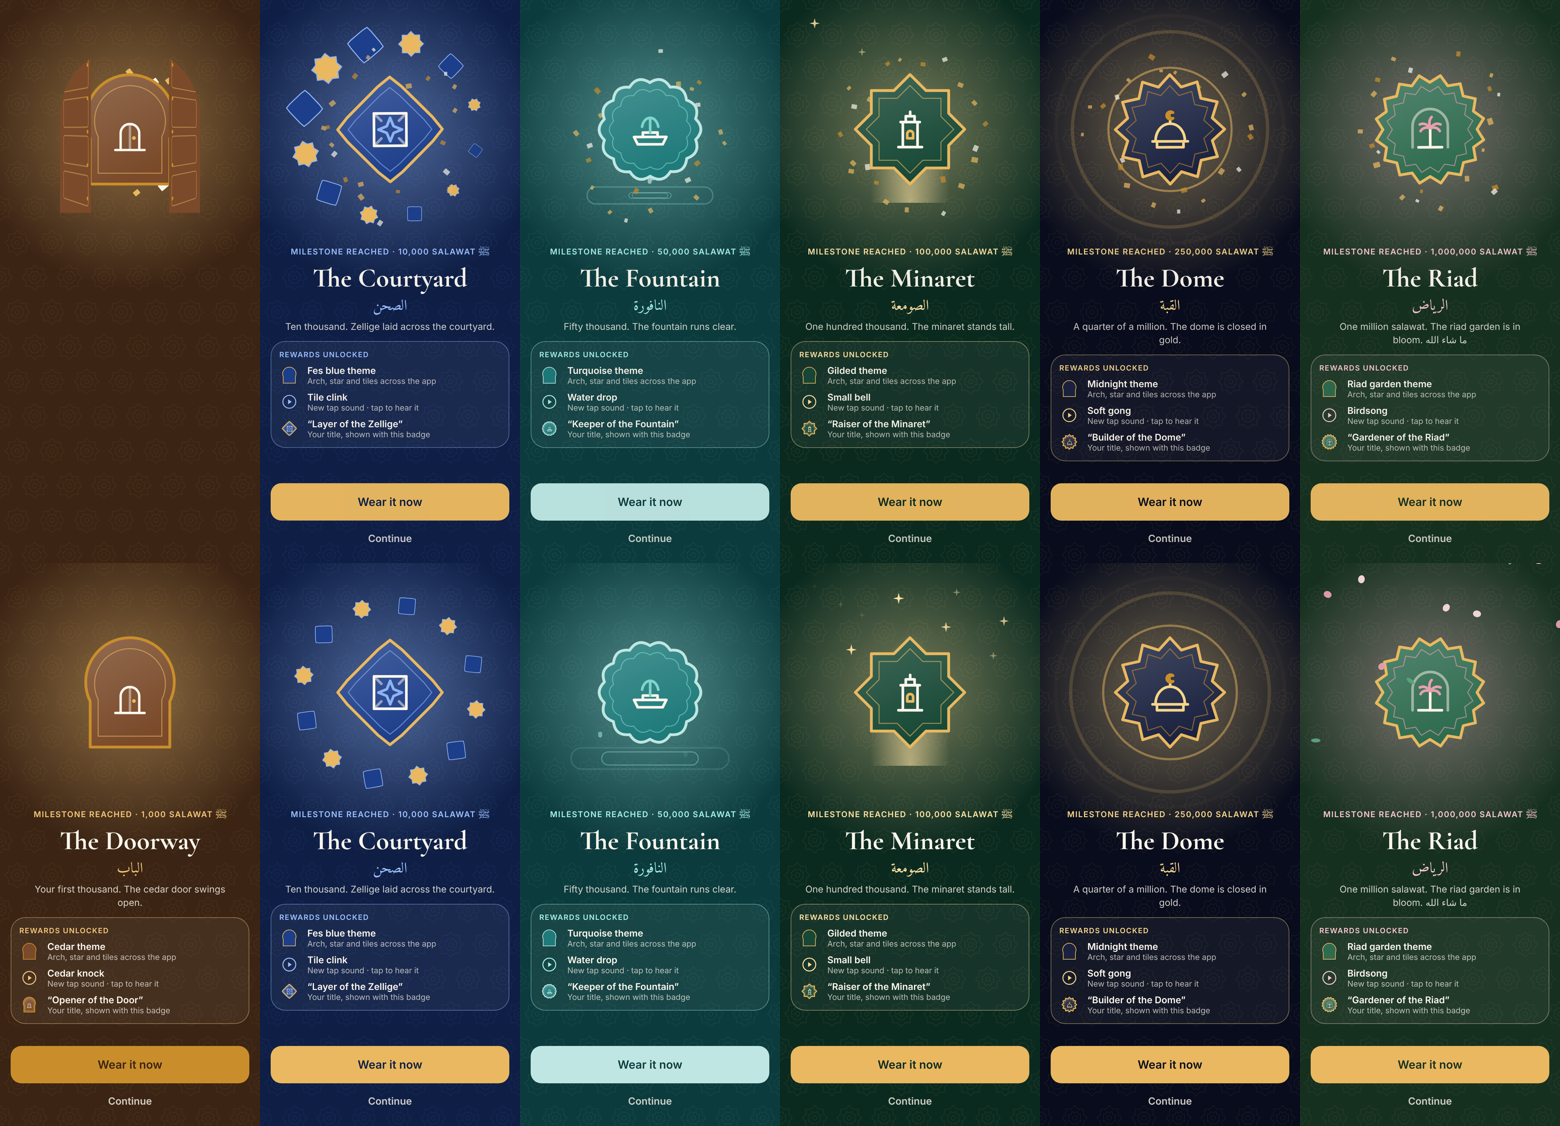 MILESTONE REACHED · 10,000 SALAWAT ﷺ
The Courtyard
الصحن
Ten thousand. Zellige laid across the courtyard.
REWARDS UNLOCKED
Fes blue theme
Arch, star and tiles across the app
Tile clink
New tap sound · tap to hear it
“Layer of the Zellige”
Your title, shown with this badge
Wear it now
Continue
MILESTONE REACHED · 50,000 SALAWAT ﷺ
The Fountain
النافورة
Fifty thousand. The fountain runs clear.
REWARDS UNLOCKED
Turquoise theme
Arch, star and tiles across the app
Water drop
New tap sound · tap to hear it
“Keeper of the Fountain”
Your title, shown with this badge
Wear it now
Continue
MILESTONE REACHED · 100,000 SALAWAT ﷺ
The Minaret
الصومعة
One hundred thousand. The minaret stands tall.
REWARDS UNLOCKED
Gilded theme
Arch, star and tiles across the app
Small bell
New tap sound · tap to hear it
“Raiser of the Minaret”
Your title, shown with this badge
Wear it now
Continue
MILESTONE REACHED · 250,000 SALAWAT ﷺ
The Dome
القبة
A quarter of a million. The dome is closed in
gold.
REWARDS UNLOCKED
Midnight theme
Arch, star and tiles across the app
Soft gong
New tap sound · tap to hear it
“Builder of the Dome”
Your title, shown with this badge
Wear it now
Continue
MILESTONE REACHED · 1,000,000 SALAWAT ﷺ
The Riad
الرياض
One million salawat. The riad garden is in
bloom. ما شاء الله
REWARDS UNLOCKED
Riad garden theme
Arch, star and tiles across the app
Birdsong
New tap sound · tap to hear it
“Gardener of the Riad”
Your title, shown with this badge
Wear it now
Continue
MILESTONE REACHED · 1,000 SALAWAT ﷺ
The Doorway
الباب
Your first thousand. The cedar door swings
open.
REWARDS UNLOCKED
Cedar theme
Arch, star and tiles across the app
Cedar knock
New tap sound · tap to hear it
“Opener of the Door”
Your title, shown with this badge
Wear it now
Continue
MILESTONE REACHED · 10,000 SALAWAT ﷺ
The Courtyard
الصحن
Ten thousand. Zellige laid across the courtyard.
REWARDS UNLOCKED
Fes blue theme
Arch, star and tiles across the app
Tile clink
New tap sound · tap to hear it
“Layer of the Zellige”
Your title, shown with this badge
Wear it now
Continue
MILESTONE REACHED · 50,000 SALAWAT ﷺ
The Fountain
النافورة
Fifty thousand. The fountain runs clear.
REWARDS UNLOCKED
Turquoise theme
Arch, star and tiles across the app
Water drop
New tap sound · tap to hear it
“Keeper of the Fountain”
Your title, shown with this badge
Wear it now
Continue
MILESTONE REACHED · 100,000 SALAWAT ﷺ
The Minaret
الصومعة
One hundred thousand. The minaret stands tall.
REWARDS UNLOCKED
Gilded theme
Arch, star and tiles across the app
Small bell
New tap sound · tap to hear it
“Raiser of the Minaret”
Your title, shown with this badge
Wear it now
Continue
MILESTONE REACHED · 250,000 SALAWAT ﷺ
The Dome
القبة
A quarter of a million. The dome is closed in
gold.
REWARDS UNLOCKED
Midnight theme
Arch, star and tiles across the app
Soft gong
New tap sound · tap to hear it
“Builder of the Dome”
Your title, shown with this badge
Wear it now
Continue
MILESTONE REACHED · 1,000,000 SALAWAT ﷺ
The Riad
الرياض
One million salawat. The riad garden is in
bloom. ما شاء الله
REWARDS UNLOCKED
Riad garden theme
Arch, star and tiles across the app
Birdsong
New tap sound · tap to hear it
“Gardener of the Riad”
Your title, shown with this badge
Wear it now
Continue